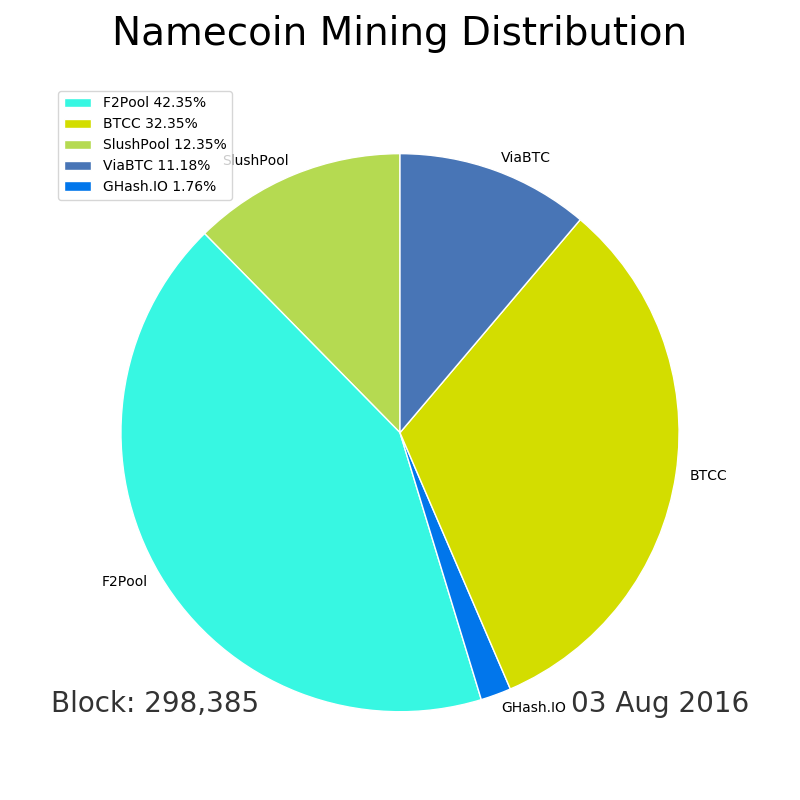 Namecoin Mining Distribution
F2Pool 42.35%
BTCC 32.35%
SlushPool 12.35%
ViaBTC 11.18%
GHash.IO 1.76%
SlushPool
ViaBTC
BTCC
F2Pool
GHash.IO
Block: 298,385
03 Aug 2016